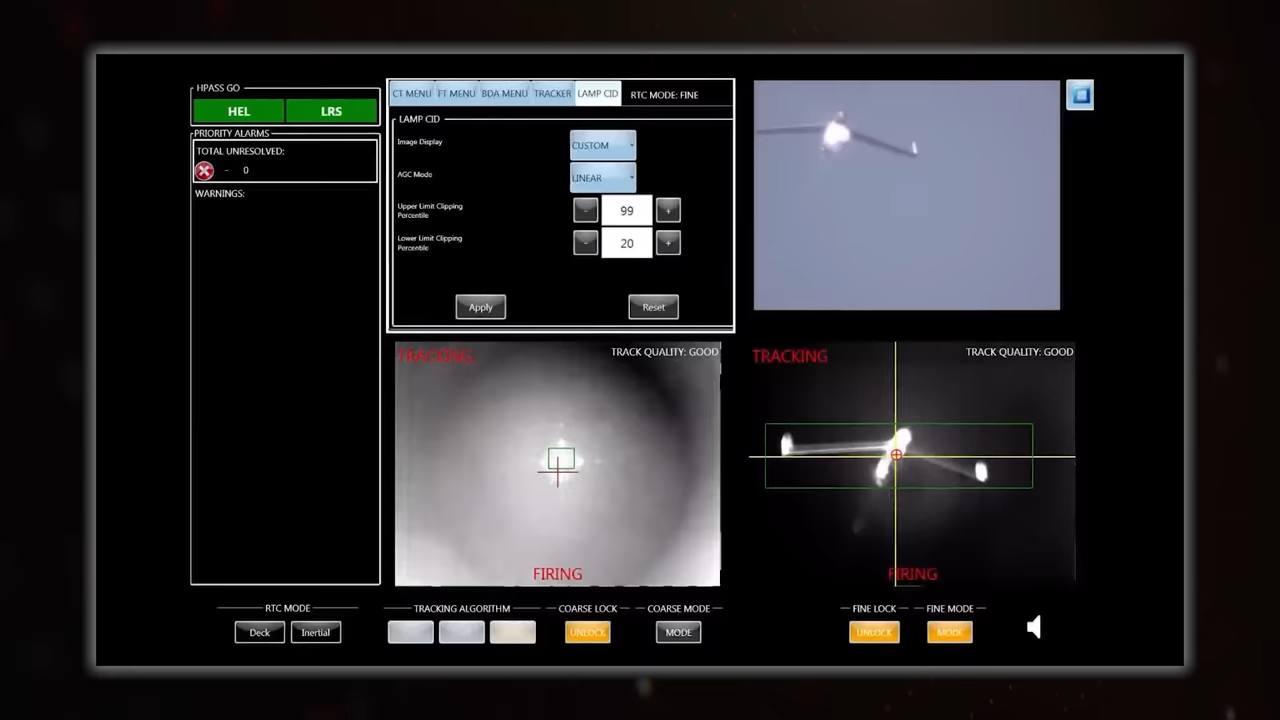 HPASS GO
HEL
LRS
PRIORITY ALARMS
TOTAL UNRESOLVED:
- 0
WARNINGS:
CT MENU
FT MENU
BDA MENU
TRACKER
LAMP CID
RTC MODE: FINE
LAMP CID
Image Display
CUSTOM
AGC Mode
LINEAR
Upper Limit Clipping
Percentile
- 99 +
Lower Limit Clipping
Percentile
- 20 +
Apply
Reset
TRACKING
TRACK QUALITY: GOOD
FIRING
TRACKING
TRACK QUALITY: GOOD
FIRING
RTC MODE
Deck
Inertial
TRACKING ALGORITHM
COARSE LOCK
UNLOCK
COARSE MODE
MODE
FINE LOCK
UNLOCK
FINE MODE
MODE